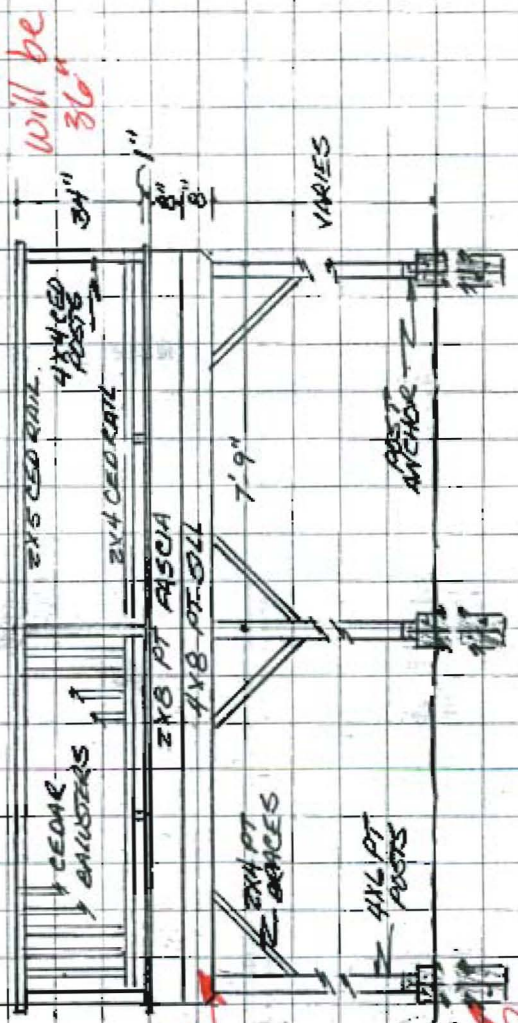 will be
36"
34"
1"
8"
8"
VARIES
2X5 CED RAIL
4X4 CED
POSTS
2X4 CED RAIL
CEDAR
BALUSTERS
2X8 PT FASCIA
4X8 PT SILL
7'-9"
2X4 PT
BRACES
4X6 PT
POSTS
POST
ANCHOR